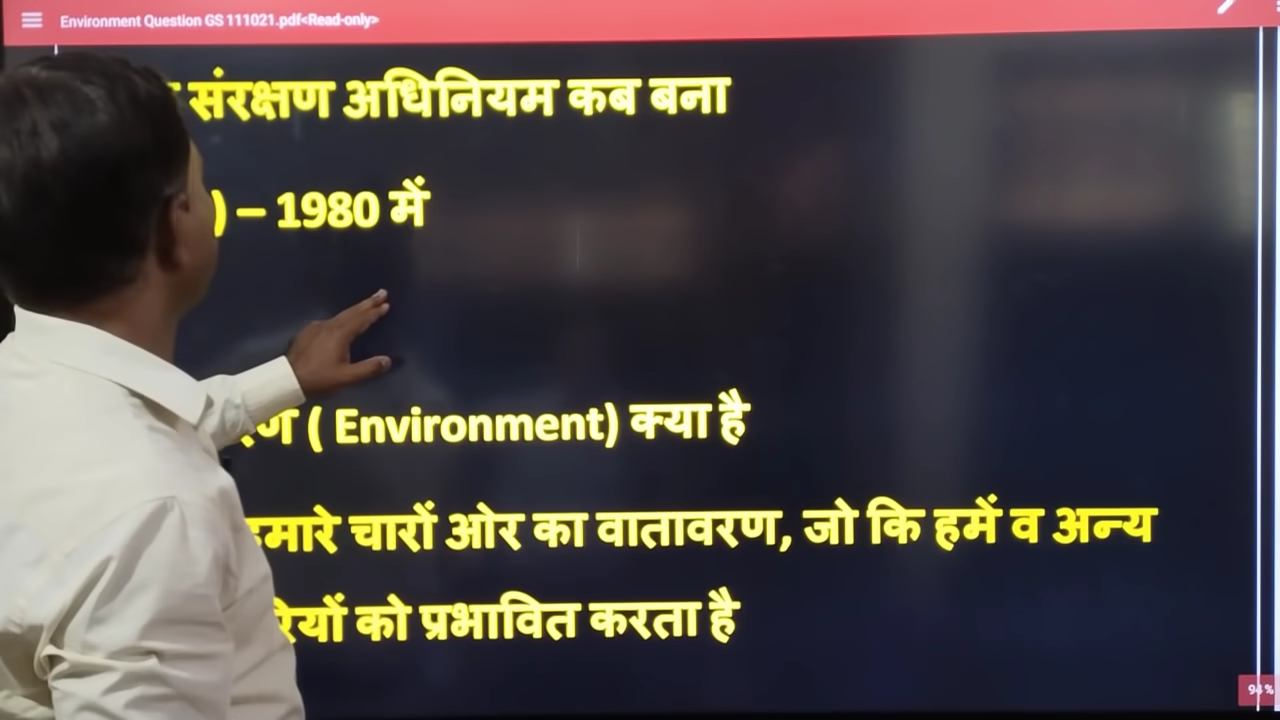 Environment Question GS 111021.pdf<Read-only>
संरक्षण अधिनियम कब बना
) – 1980 में
( Environment) क्या है
हमारे चारों ओर का वातावरण, जो कि हमें व अन्य
को प्रभावित करता है